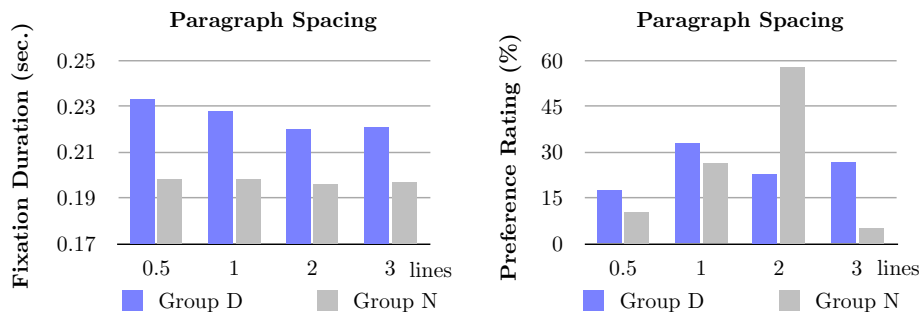 Paragraph Spacing
Fixation Duration (sec.)
0.25
0.23
0.21
0.19
0.17
0.5 1 2 3 lines
Group D Group N
Paragraph Spacing
Preference Rating (%)
60
45
30
15
0
0.5 1 2 3 lines
Group D Group N